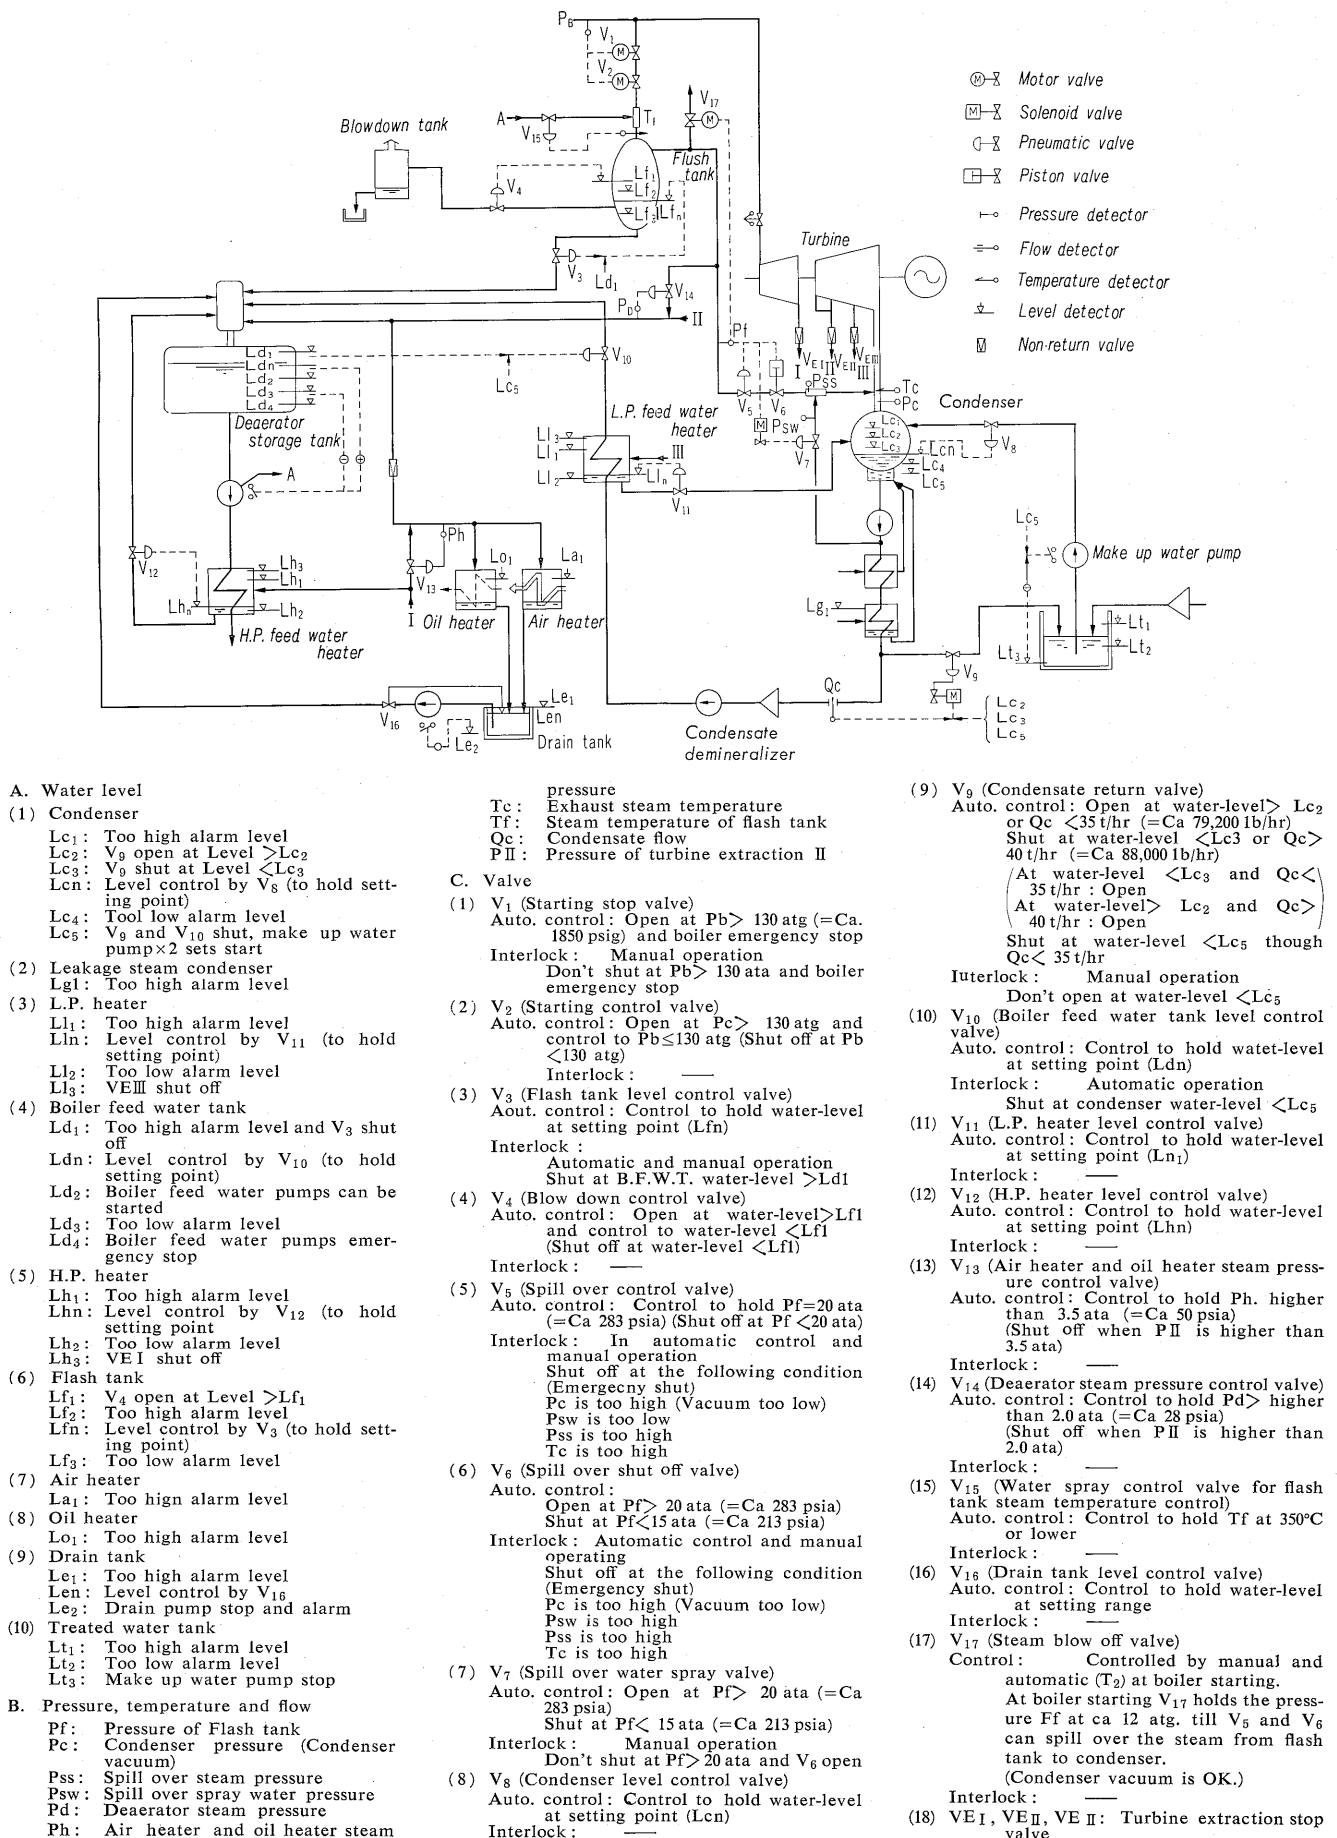 P_B
V₁
M
V₂
M
A
V₁₅
T_f
V₁₇
M
Blowdown tank
V₄
Flush
tank
Lf₁
Lf₂
Lf₃
Lfn
V₃
Ld₁
Turbine
P_D
V₁₄
II
Pf
V_EI
V_EII
V_EIII
I
II
III
Motor valve
Solenoid valve
Pneumatic valve
Piston valve
Pressure detector
Flow detector
Temperature detector
Level detector
Non-return valve
Ld₁
Ldn
Ld₂
Ld₃
Ld₄
Deaerator
storage tank
Lc₅
V₁₀
V₅
V₆
Pss
Tc
Pc
Condenser
L.P. feed water
heater
M
Psw
V₇
Lc₁
Lc₂
Lc₃
Lcn
Lc₄
Lc₅
V₈
Ll₃
Ll₁
Ll₂
III
Lln
V₁₁
A
V₁₂
Lh₃
Lh₁
Lhn
Lh₂
H.P. feed water
heater
Ph
V₁₃
I
Lo₁
La₁
Oil heater
Air heater
Lg₁
Lc₅
Make up water pump
Lt₁
Lt₂
Lt₃
V₉
M
Lc₂
Lc₃
Lc₅
Qc
V₁₆
Le₁
Len
Le₂
Drain tank
Condensate
demineralizer
A. Water level
(1) Condenser
Lc₁: Too high alarm level
Lc₂: V₉ open at Level >Lc₂
Lc₃: V₉ shut at Level <Lc₃
Lcn: Level control by V₈ (to hold sett-
ing point)
Lc₄: Tool low alarm level
Lc₅: V₉ and V₁₀ shut, make up water
pump×2 sets start
(2) Leakage steam condenser
Lg1: Too high alarm level
(3) L.P. heater
Ll₁: Too high alarm level
Lln: Level control by V₁₁ (to hold
setting point)
Ll₂: Too low alarm level
Ll₃: VEⅢ shut off
(4) Boiler feed water tank
Ld₁: Too high alarm level and V₃ shut
off
Ldn: Level control by V₁₀ (to hold
setting point)
Ld₂: Boiler feed water pumps can be
started
Ld₃: Too low alarm level
Ld₄: Boiler feed water pumps emer-
gency stop
(5) H.P. heater
Lh₁: Too high alarm level
Lhn: Level control by V₁₂ (to hold
setting point
Lh₂: Too low alarm level
Lh₃: VE I shut off
(6) Flash tank
Lf₁: V₄ open at Level >Lf₁
Lf₂: Too high alarm level
Lfn: Level control by V₃ (to hold sett-
ing point)
Lf₃: Too low alarm level
(7) Air heater
La₁: Too hign alarm level
(8) Oil heater
Lo₁: Too high alarm level
(9) Drain tank
Le₁: Too high alarm level
Len: Level control by V₁₆
Le₂: Drain pump stop and alarm
(10) Treated water tank
Lt₁: Too high alarm level
Lt₂: Too low alarm level
Lt₃: Make up water pump stop
B. Pressure, temperature and flow
Pf: Pressure of Flash tank
Pc: Condenser pressure (Condenser
vacuum)
Pss: Spill over steam pressure
Psw: Spill over spray water pressure
Pd: Deaerator steam pressure
Ph: Air heater and oil heater steam
pressure
Tc: Exhaust steam temperature
Tf: Steam temperature of flash tank
Qc: Condensate flow
PⅡ: Pressure of turbine extraction Ⅱ
C. Valve
(1) V₁ (Starting stop valve)
Auto. control: Open at Pb> 130 atg (=Ca.
1850 psig) and boiler emergency stop
Interlock: Manual operation
Don't shut at Pb> 130 ata and boiler
emergency stop
(2) V₂ (Starting control valve)
Auto. control: Open at Pc> 130 atg and
control to Pb≤130 atg (Shut off at Pb
<130 atg)
Interlock: ——
(3) V₃ (Flash tank level control valve)
Aout. control: Control to hold water-level
at setting point (Lfn)
Interlock:
Automatic and manual operation
Shut at B.F.W.T. water-level >Ld1
(4) V₄ (Blow down control valve)
Auto. control: Open at water-level>Lf1
and control to water-level <Lf1
(Shut off at water-level <Lf1)
Interlock: ——
(5) V₅ (Spill over control valve)
Auto. control: Control to hold Pf=20 ata
(=Ca 283 psia) (Shut off at Pf <20 ata)
Interlock: In automatic control and
manual operation
Shut off at the following condition
(Emergecny shut)
Pc is too high (Vacuum too low)
Psw is too low
Pss is too high
Tc is too high
(6) V₆ (Spill over shut off valve)
Auto. control:
Open at Pf> 20 ata (=Ca 283 psia)
Shut at Pf<15 ata (=Ca 213 psia)
Interlock: Automatic control and manual
operating
Shut off at the following condition
(Emergency shut)
Pc is too high (Vacuum too low)
Psw is too high
Pss is too high
Tc is too high
(7) V₇ (Spill over water spray valve)
Auto. control: Open at Pf> 20 ata (=Ca
283 psia)
Shut at Pf< 15 ata (=Ca 213 psia)
Interlock: Manual operation
Don't shut at Pf>20 ata and V₆ open
(8) V₈ (Condenser level control valve)
Auto. control: Control to hold water-level
at setting point (Lcn)
Interlock: ——
(9) V₉ (Condensate return valve)
Auto. control: Open at water-level> Lc₂
or Qc <35 t/hr (=Ca 79,200 lb/hr)
Shut at water-level <Lc3 or Qc>
40 t/hr (=Ca 88,000 lb/hr)
(At water-level <Lc₃ and Qc<
35 t/hr : Open
At water-level> Lc₂ and Qc>
40 t/hr : Open)
Shut at water-level <Lc₅ though
Qc< 35 t/hr
Iuterlock: Manual operation
Don't open at water-level <Lc₅
(10) V₁₀ (Boiler feed water tank level control
valve)
Auto. control: Control to hold watet-level
at setting point (Ldn)
Interlock: Automatic operation
Shut at condenser water-level <Lc₅
(11) V₁₁ (L.P. heater level control valve)
Auto. control: Control to hold water-level
at setting point (Ln₁)
Interlock: ——
(12) V₁₂ (H.P. heater level control valve)
Auto. control: Control to hold water-level
at setting point (Lhn)
Interlock: ——
(13) V₁₃ (Air heater and oil heater steam press-
ure control valve)
Auto. control: Control to hold Ph. higher
than 3.5 ata (=Ca 50 psia)
(Shut off when PⅡ is higher than
3.5 ata)
Interlock: ——
(14) V₁₄ (Deaerator steam pressure control valve)
Auto. control: Control to hold Pd> higher
than 2.0 ata (=Ca 28 psia)
(Shut off when PⅡ is higher than
2.0 ata)
Interlock: ——
(15) V₁₅ (Water spray control valve for flash
tank steam temperature control)
Auto. control: Control to hold Tf at 350°C
or lower
Interlock: ——
(16) V₁₆ (Drain tank level control valve)
Auto. control: Control to hold water-level
at setting range
Interlock: ——
(17) V₁₇ (Steam blow off valve)
Control: Controlled by manual and
automatic (T₂) at boiler starting.
At boiler starting V₁₇ holds the press-
ure Ff at ca 12 atg. till V₅ and V₆
can spill over the steam from flash
tank to condenser.
(Condenser vacuum is OK.)
Interlock: ——
(18) VE I, VE Ⅱ, VE Ⅱ: Turbine extraction stop
valve